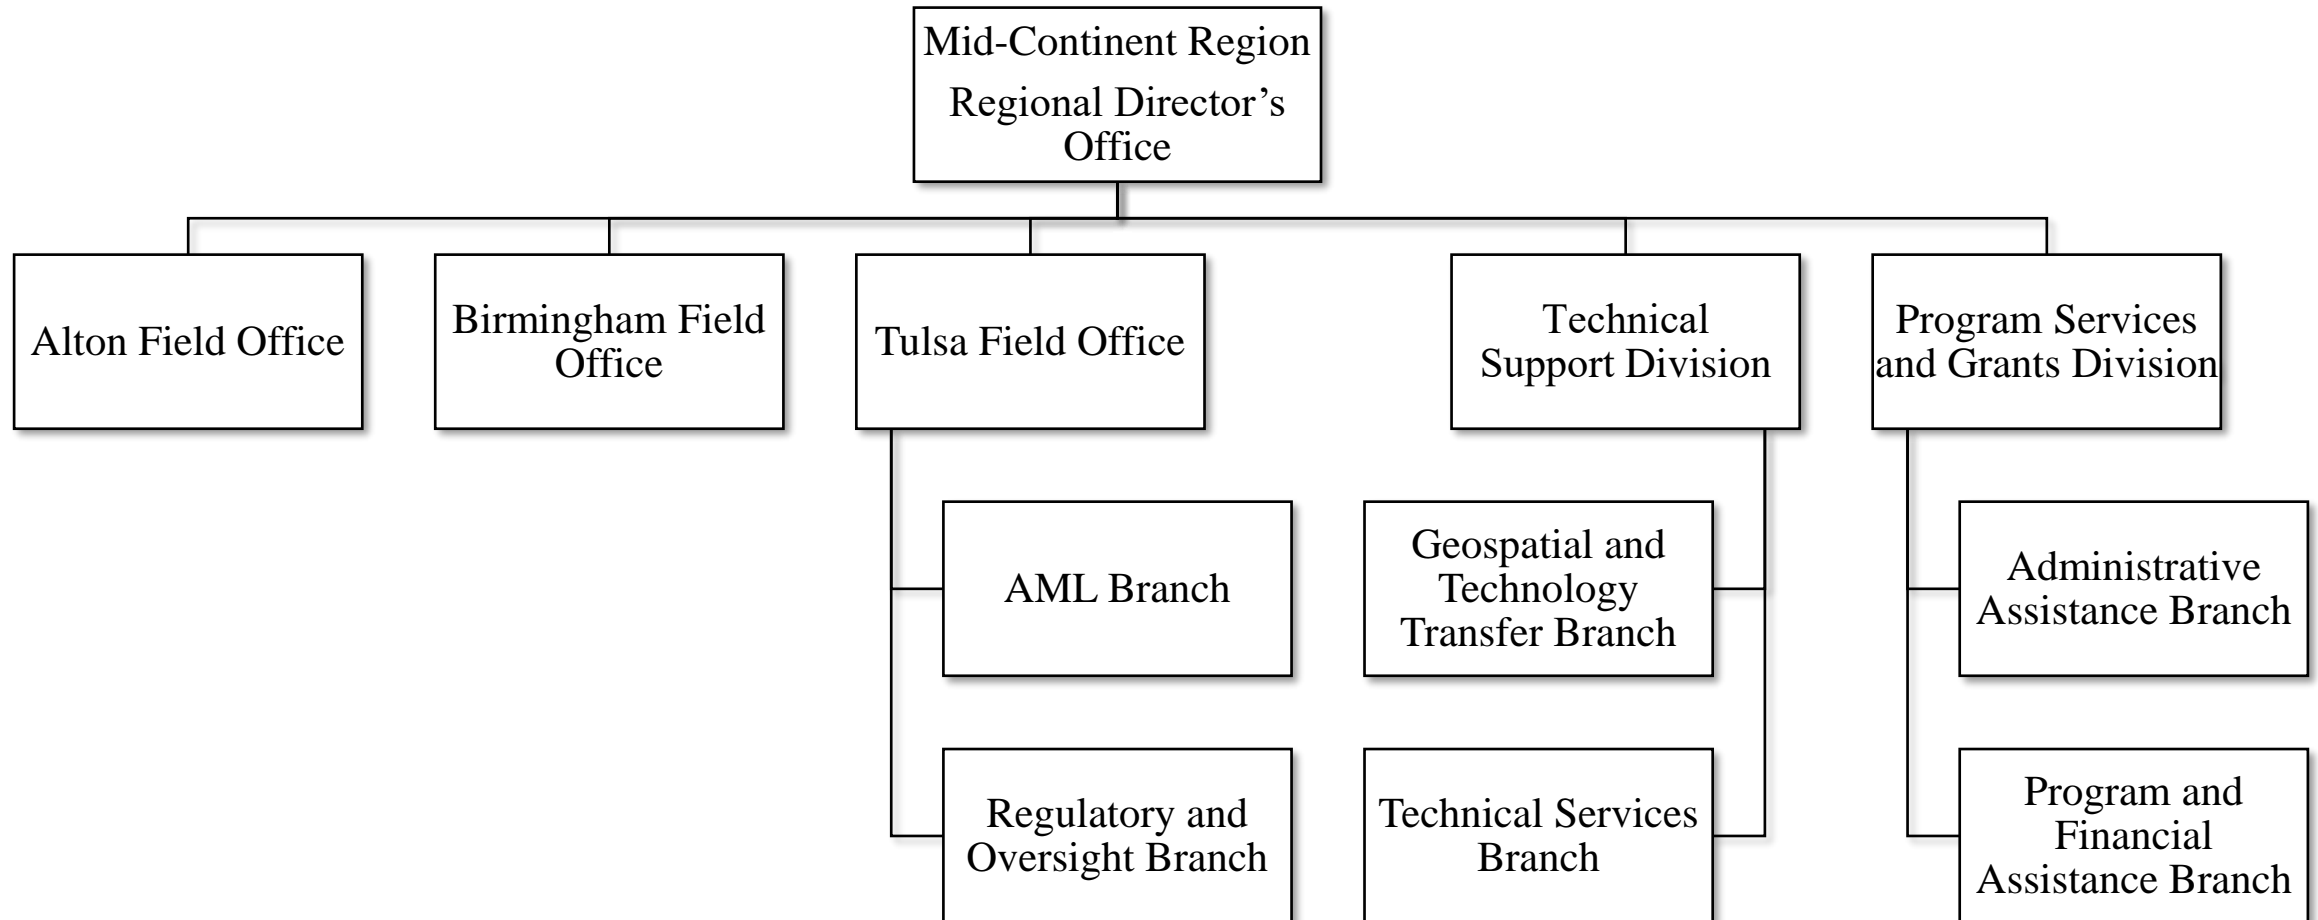 Mid-Continent Region
Regional Director’s
Office
Alton Field Office
Birmingham Field
Office
Tulsa Field Office
Technical
Support Division
Program Services
and Grants Division
AML Branch
Geospatial and
Technology
Transfer Branch
Administrative
Assistance Branch
Regulatory and
Oversight Branch
Technical Services
Branch
Program and
Financial
Assistance Branch